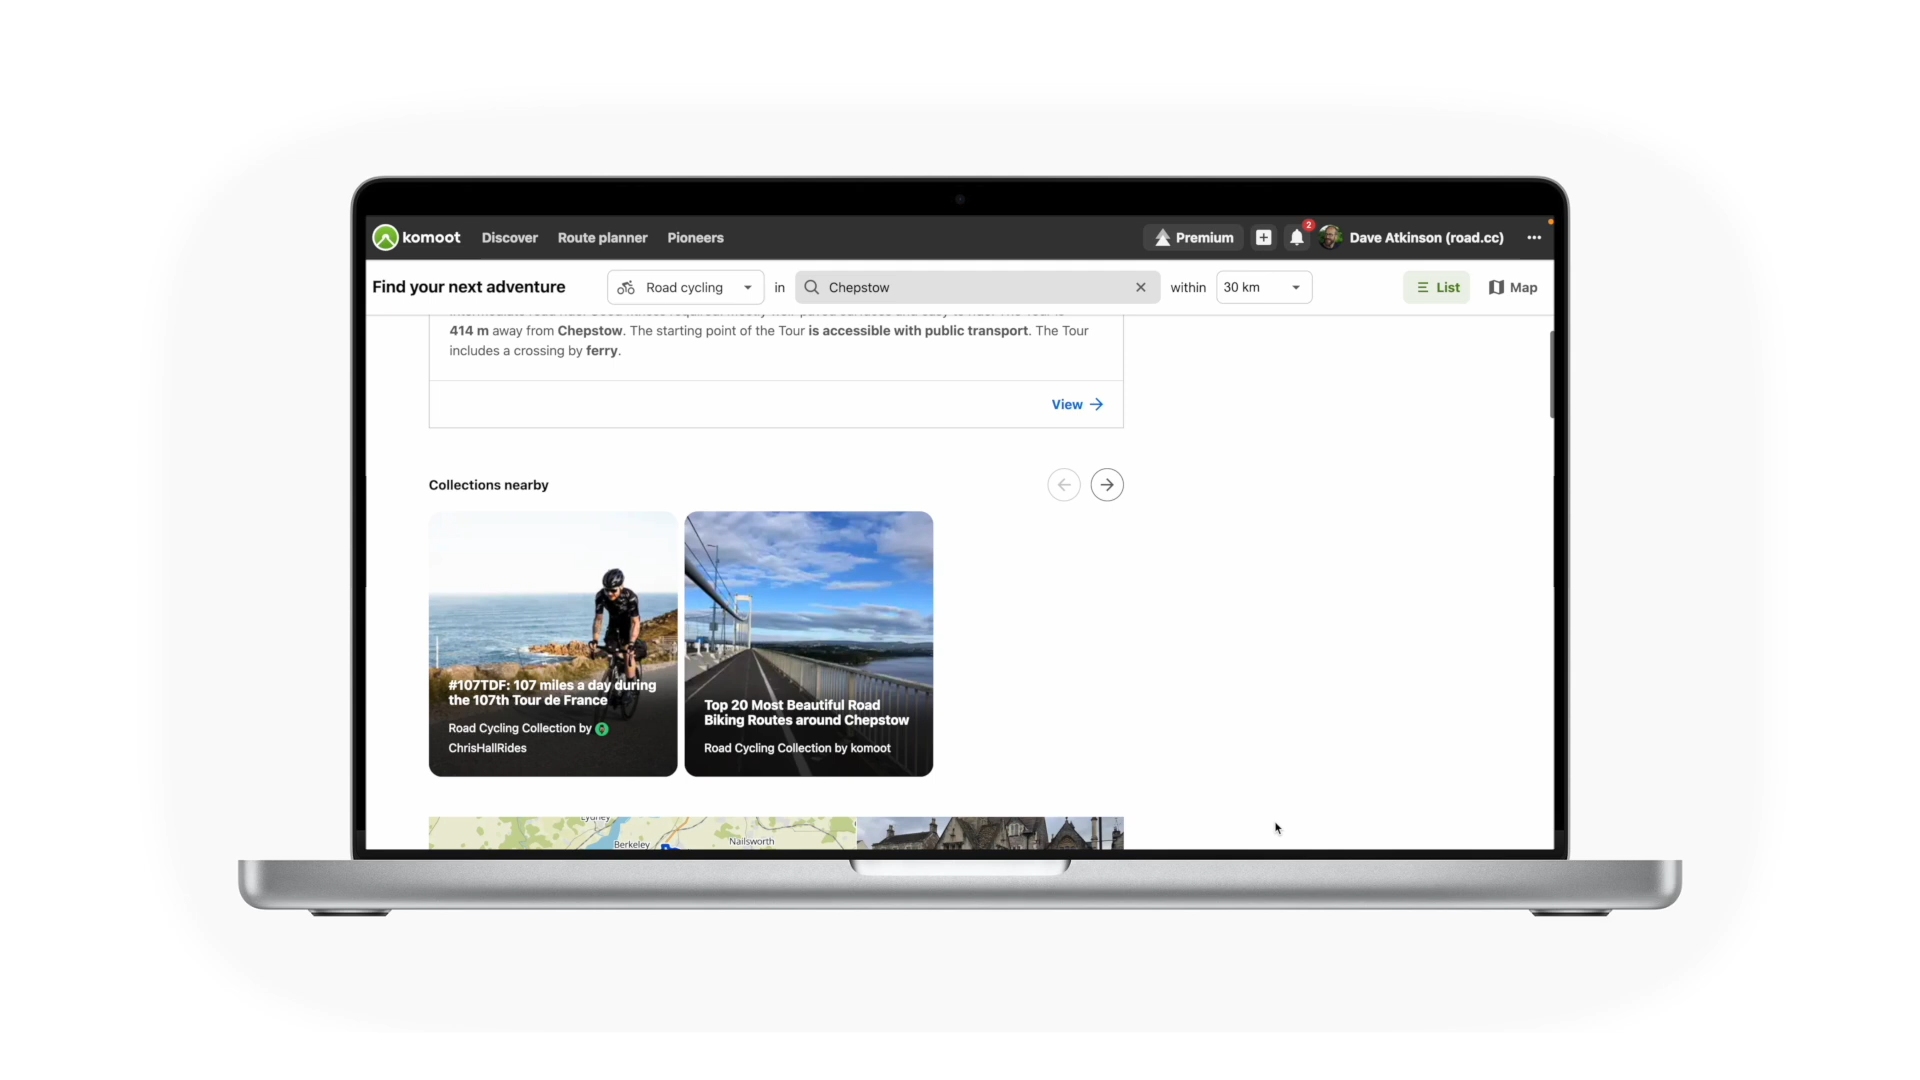 komoot
Discover
Route planner
Pioneers
Premium
2
Dave Atkinson (road.cc)
Find your next adventure
Road cycling
in
Chepstow
within
30 km
List
Map
414 m away from Chepstow. The starting point of the Tour is accessible with public transport. The Tour
includes a crossing by ferry.
View
Collections nearby
#107TDF: 107 miles a day during
the 107th Tour de France
Road Cycling Collection by
ChrisHallRides
Top 20 Most Beautiful Road
Biking Routes around Chepstow
Road Cycling Collection by komoot
Lydney
Berkeley
Nailsworth